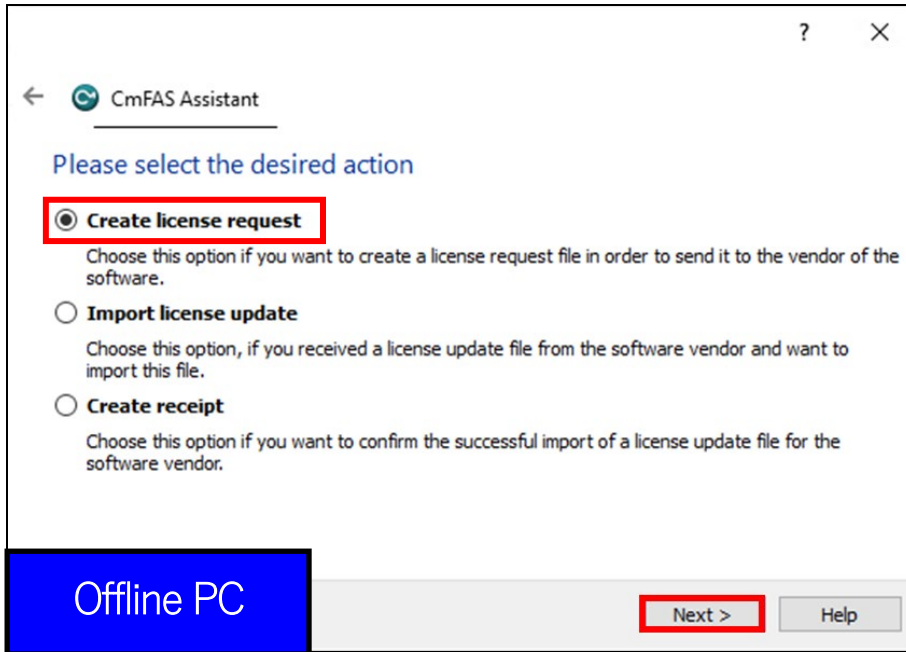 ?
CmFAS Assistant
Please select the desired action
Create license request
Choose this option if you want to create a license request file in order to send it to the vendor of the
software.
Import license update
Choose this option, if you received a license update file from the software vendor and want to
import this file.
Create receipt
Choose this option if you want to confirm the successful import of a license update file for the
software vendor.
Offline PC
Next >
Help